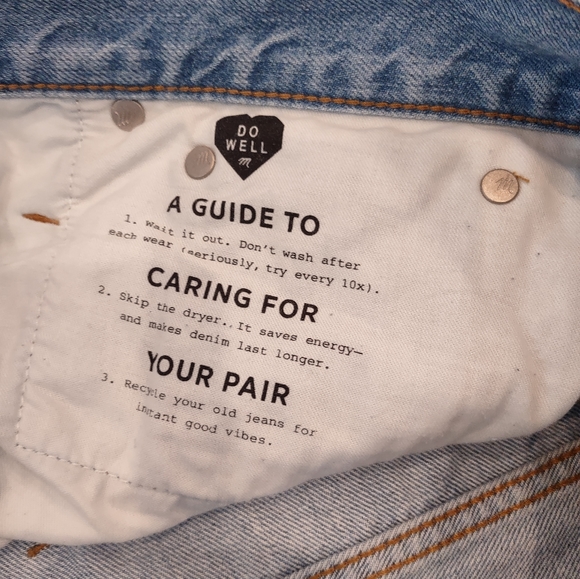 DO
WELL
m
A GUIDE TO
1. Wait it out. Don't wash after
each wear (seriously, try every 10x).
CARING FOR
2. Skip the dryer. It saves energy—
and makes denim last longer.
YOUR PAIR
3. Recycle your old jeans for
instant good vibes.